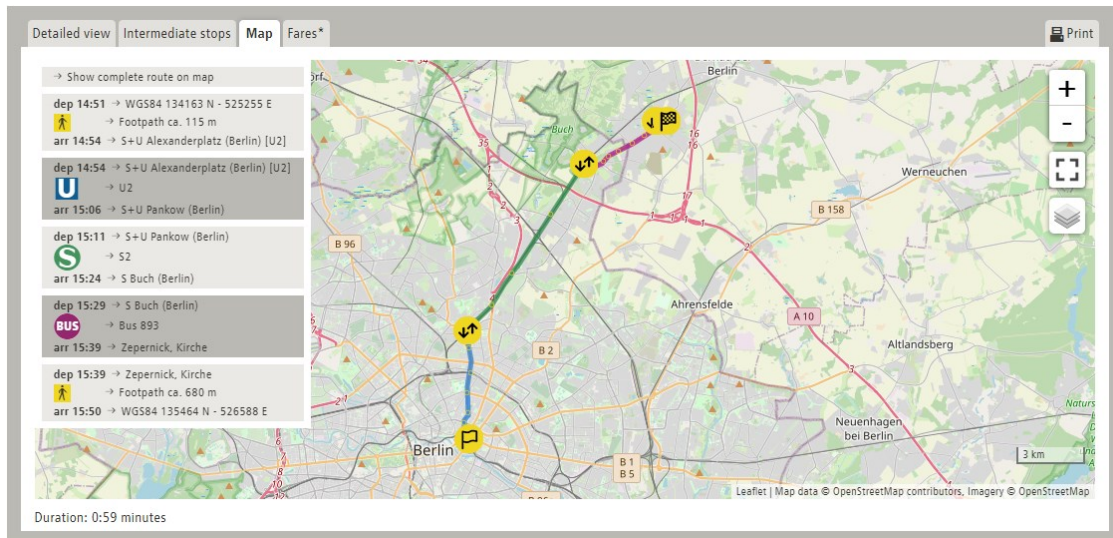 Detailed view
Intermediate stops
Map
Fares*
Print
→ Show complete route on map
dep 14:51 → WGS84 134163 N - 525255 E
→ Footpath ca. 115 m
arr 14:54 → S+U Alexanderplatz (Berlin) [U2]
dep 14:54 → S+U Alexanderplatz (Berlin) [U2]
U → U2
arr 15:06 → S+U Pankow (Berlin)
dep 15:11 → S+U Pankow (Berlin)
S → S2
arr 15:24 → S Buch (Berlin)
dep 15:29 → S Buch (Berlin)
BUS → Bus 893
arr 15:39 → Zepernick, Kirche
dep 15:39 → Zepernick, Kirche
→ Footpath ca. 680 m
arr 15:50 → WGS84 135464 N - 526588 E
Berlin
+
-
Buch
35
16
16
Werneuchen
17
B 158
B 96
Ahrensfelde
A 10
Altlandsberg
B 2
Neuenhagen
bei Berlin
Berlin
B 1
B 5
3 km
Leaflet | Map data © OpenStreetMap contributors, Imagery © OpenStreetMap
Duration: 0:59 minutes